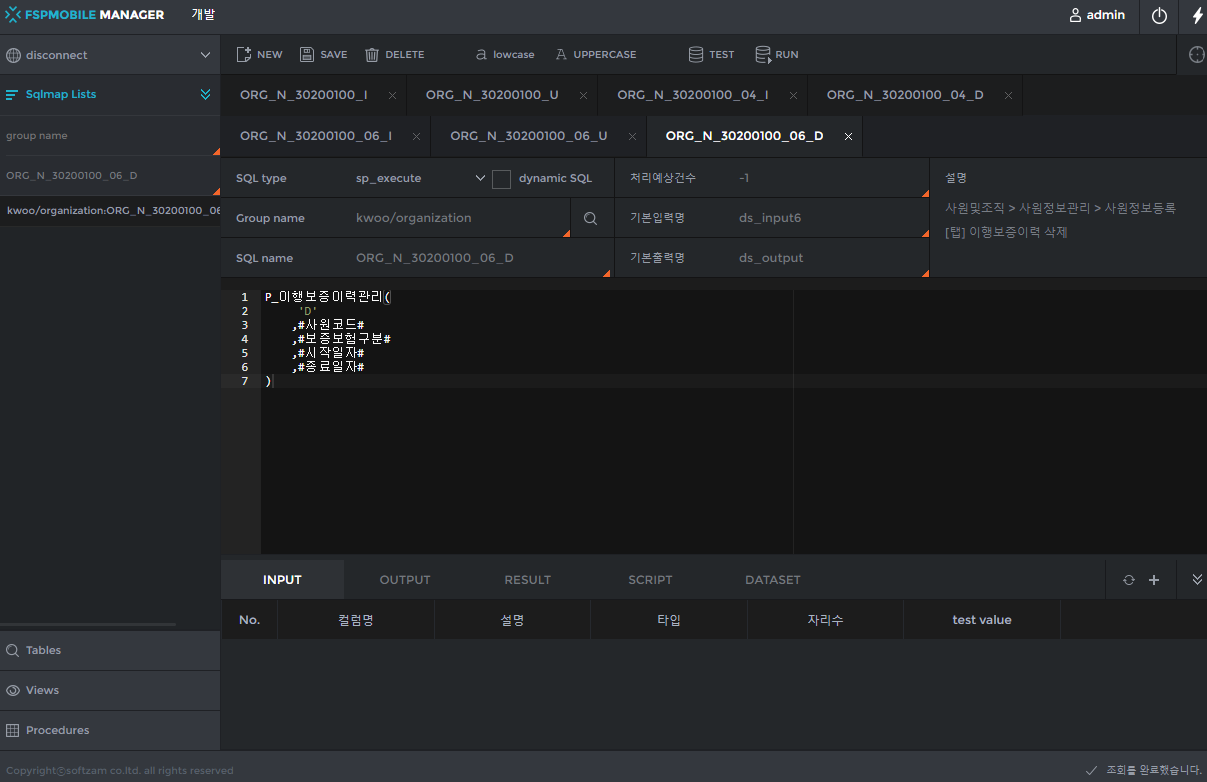 FSPMOBILE MANAGER 개발 admin
disconnect NEW SAVE DELETE a lowcase A UPPERCASE TEST RUN
Sqlmap Lists
ORG_N_30200100_I ORG_N_30200100_U ORG_N_30200100_04_I ORG_N_30200100_04_D
group name
ORG_N_30200100_06_I ORG_N_30200100_06_U ORG_N_30200100_06_D
ORG_N_30200100_06_D
kwoo/organization:ORG_N_30200100_06
SQL type sp_execute dynamic SQL 처리예상건수 -1 설명
Group name kwoo/organization 기본입력명 ds_input6
사원및조직 > 사원정보관리 > 사원정보등록
[탭] 이행보증이력 삭제
SQL name ORG_N_30200100_06_D 기본출력명 ds_output
1 P_이행보증이력관리(
2 'D'
3 ,#사원코드#
4 ,#보증보험구분#
5 ,#시작일자#
6 ,#종료일자#
7 )
INPUT OUTPUT RESULT SCRIPT DATASET
No. 컬럼명 설명 타입 자리수 test value
Tables
Views
Procedures
Copyrightⓒsoftzam co.ltd. all rights reserved 조회를 완료했습니다.